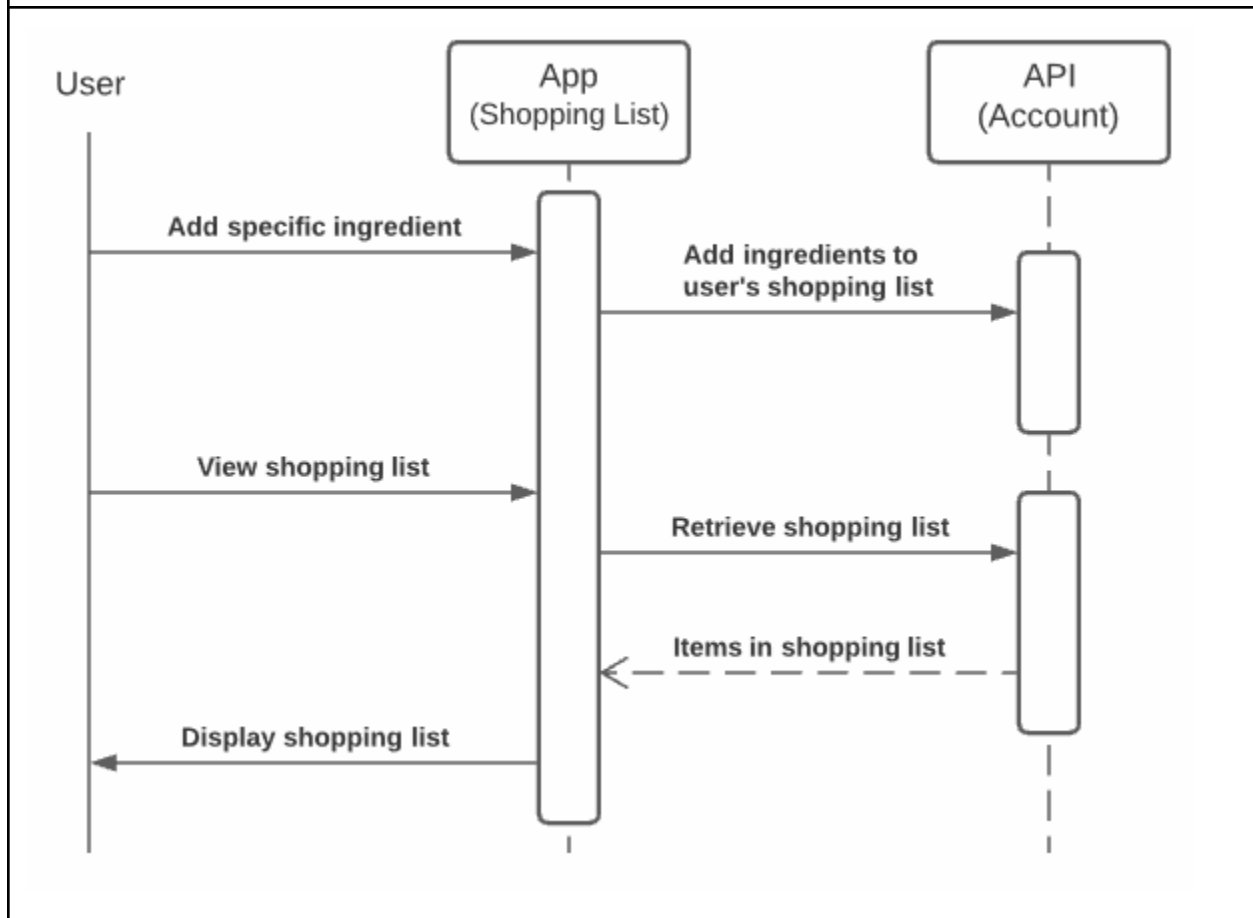 User
App
(Shopping List)
API
(Account)
Add specific ingredient
Add ingredients to
user's shopping list
View shopping list
Retrieve shopping list
Items in shopping list
Display shopping list